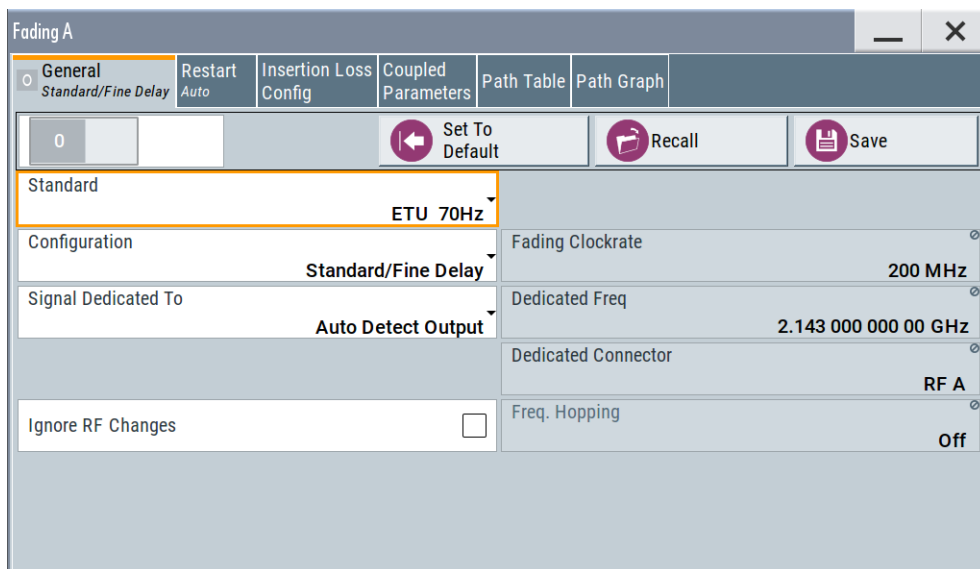 Fading A
0
General
Standard/Fine Delay
Restart
Auto
Insertion Loss
Config
Coupled
Parameters
Path Table
Path Graph
0
Set To
Default
Recall
Save
Standard
ETU 70Hz
Configuration
Standard/Fine Delay
Fading Clockrate
200 MHz
Signal Dedicated To
Auto Detect Output
Dedicated Freq
2.143 000 000 00 GHz
Dedicated Connector
RF A
Ignore RF Changes
Freq. Hopping
Off